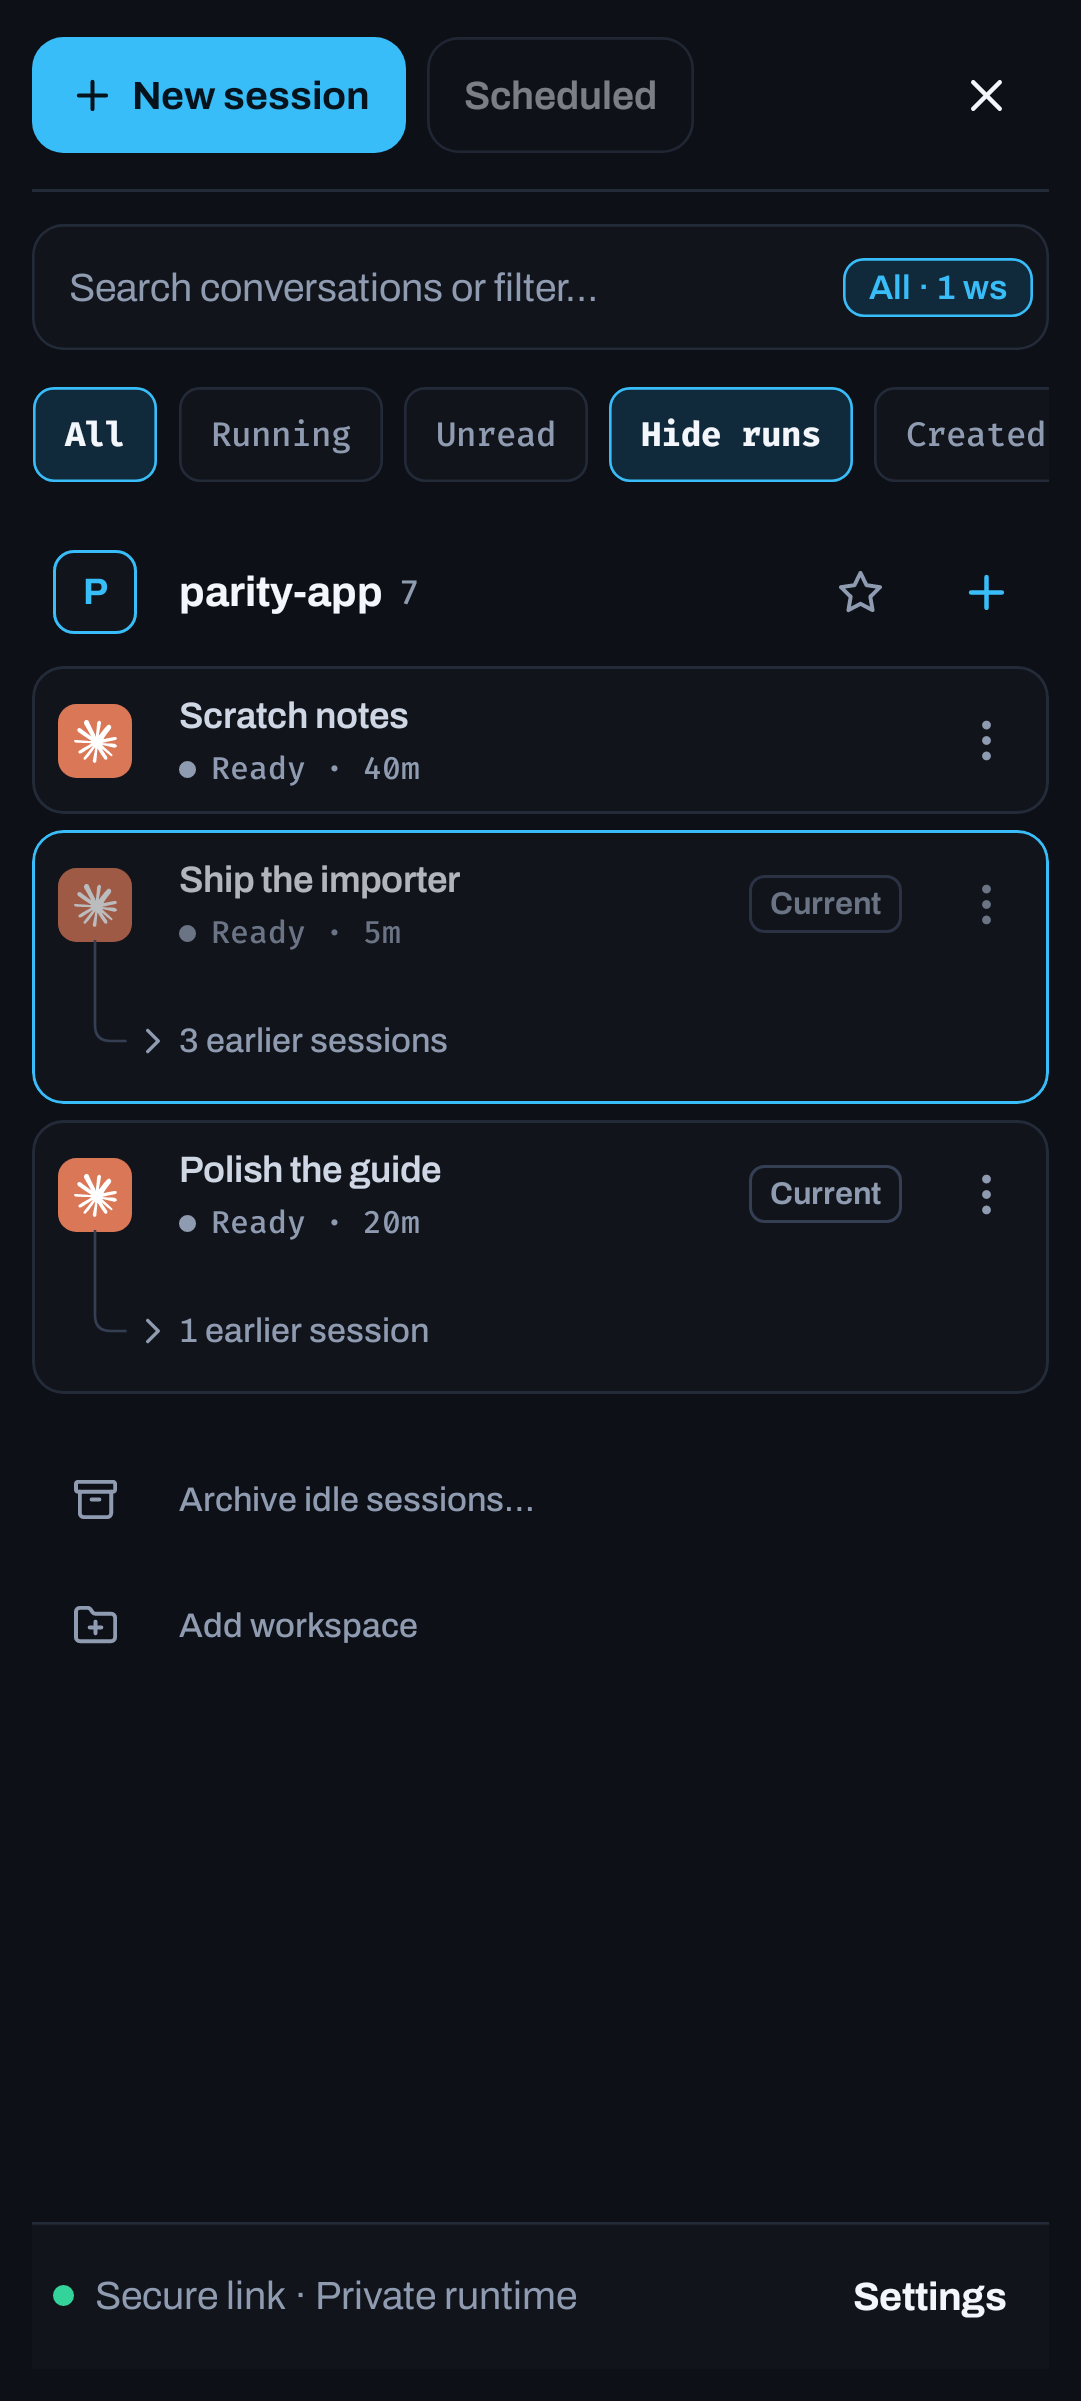 New session
Scheduled
Search conversations or filter...
All · 1 ws
All
Running
Unread
Hide runs
Created
P
parity-app 7
Scratch notes
Ready · 40m
Ship the importer
Ready · 5m
Current
3 earlier sessions
Polish the guide
Ready · 20m
Current
1 earlier session
Archive idle sessions...
Add workspace
Secure link · Private runtime
Settings